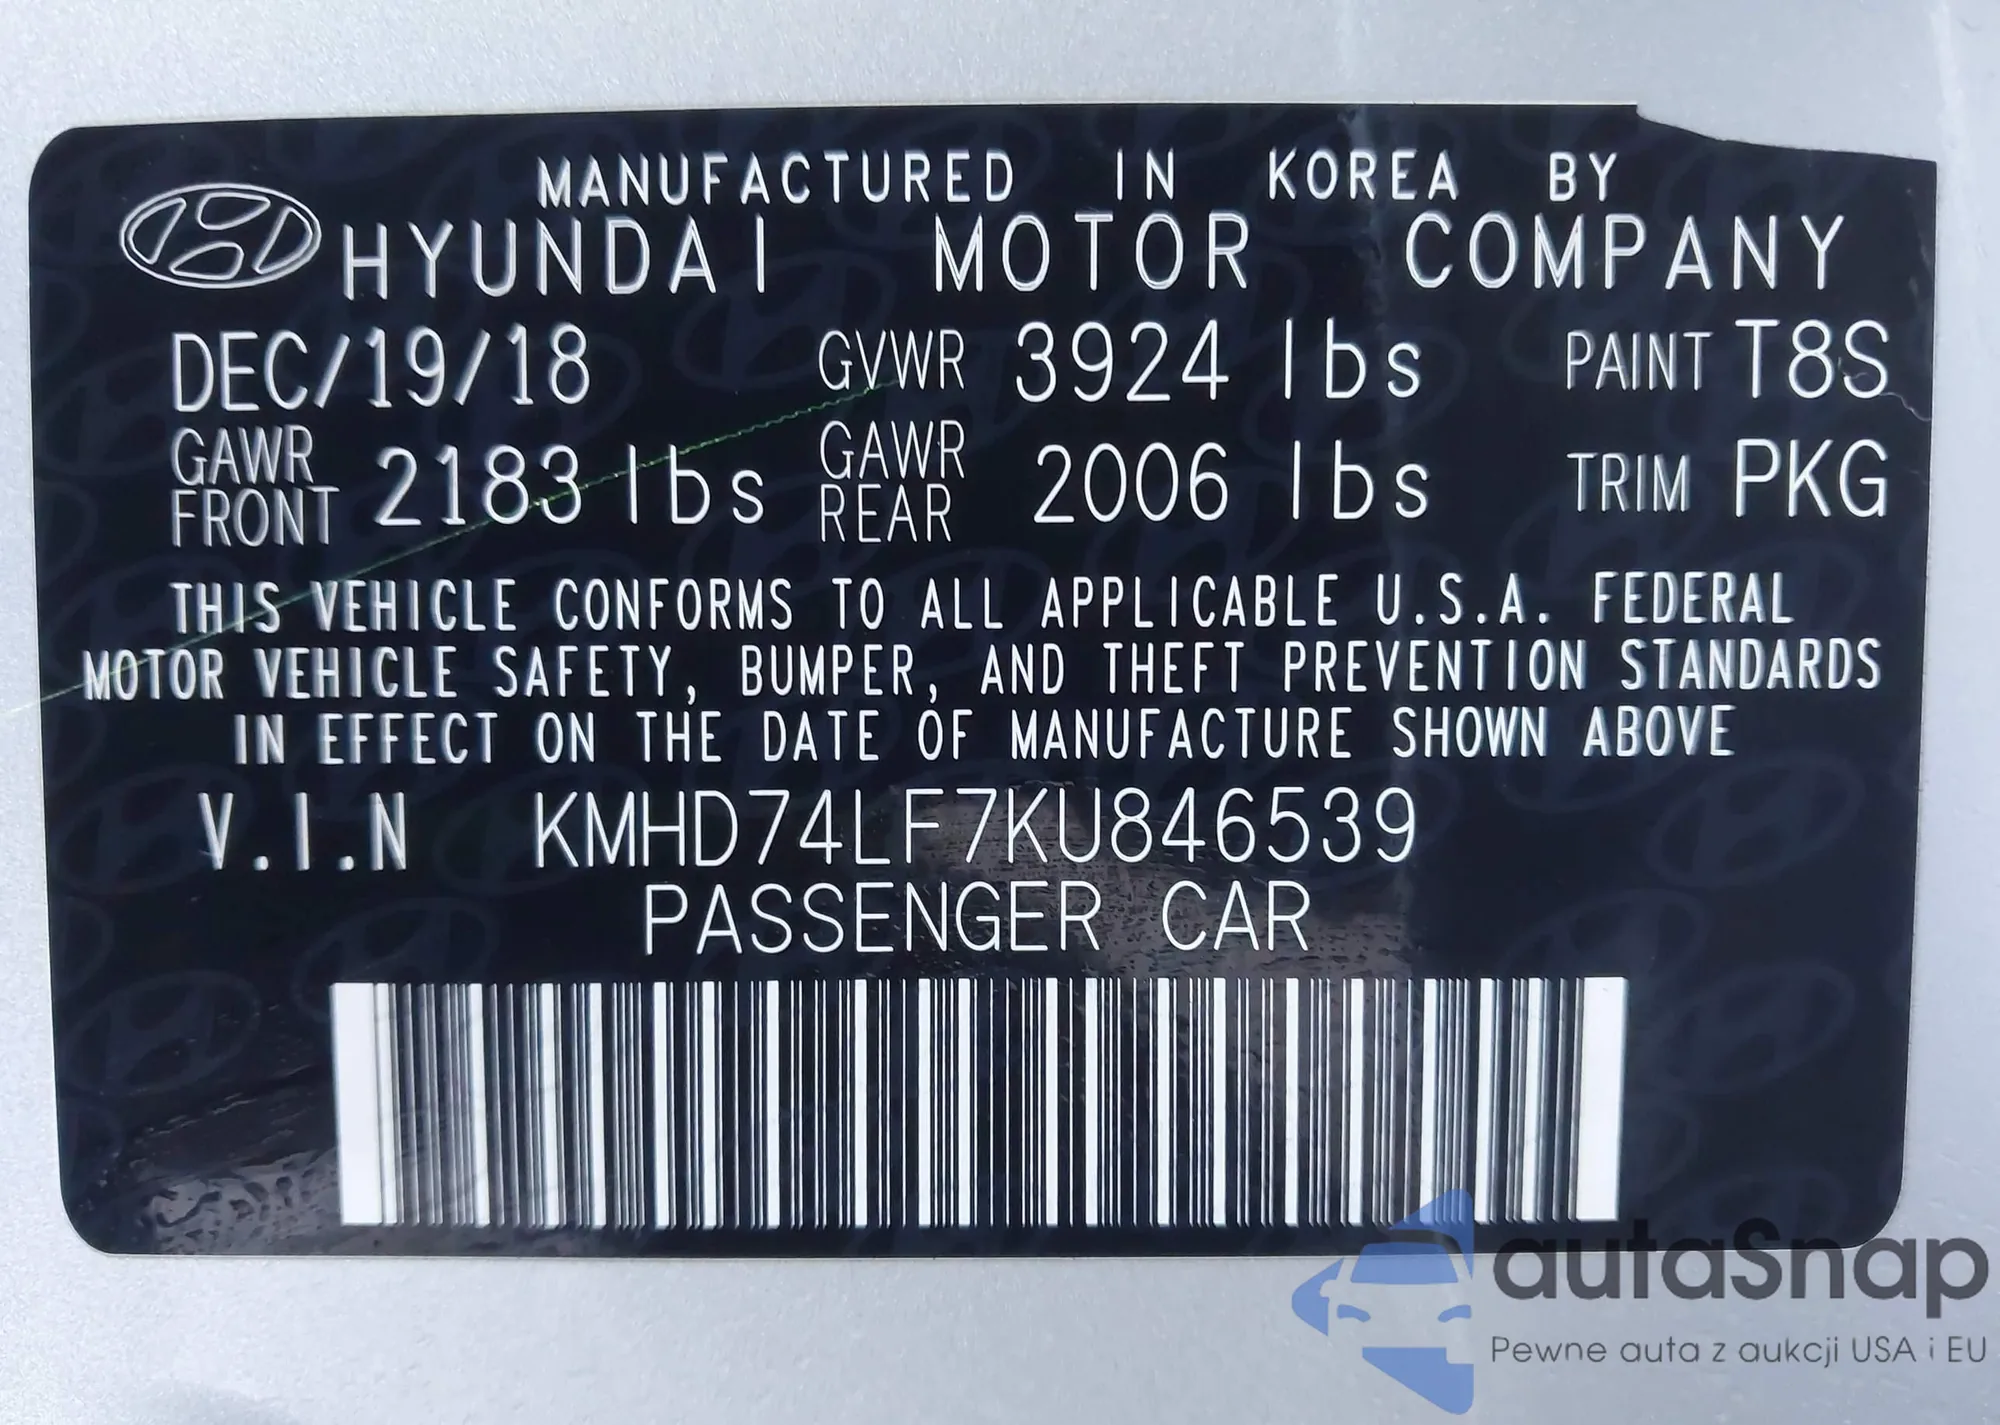 MANUFACTURED IN KOREA BY
HYUNDAI MOTOR COMPANY
DEC/19/18 GVWR 3924 lbs PAINT T8S
GAWR FRONT 2183 lbs GAWR REAR 2006 lbs TRIM PKG
THIS VEHICLE CONFORMS TO ALL APPLICABLE U.S.A. FEDERAL
MOTOR VEHICLE SAFETY, BUMPER, AND THEFT PREVENTION STANDARDS
IN EFFECT ON THE DATE OF MANUFACTURE SHOWN ABOVE
V.I.N KMHD74LF7KU846539
PASSENGER CAR
autaSnap
Pewne auta z aukcji USA i EU